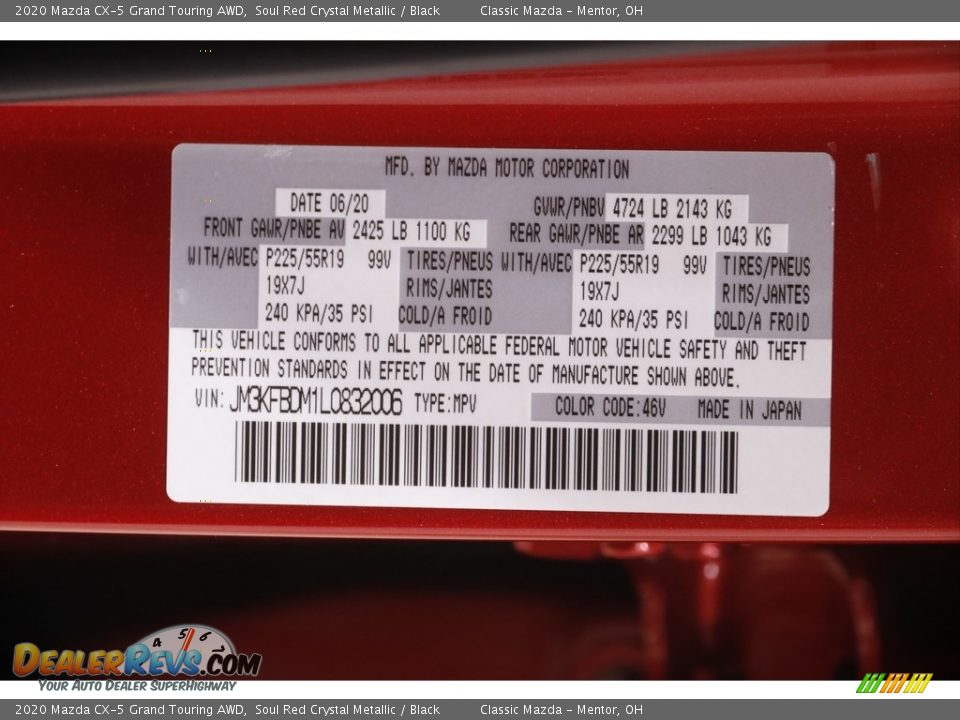 2020 Mazda CX-5 Grand Touring AWD, Soul Red Crystal Metallic / Black Classic Mazda - Mentor, OH
MFD. BY MAZDA MOTOR CORPORATION
DATE 06/20 GVWR/PNBV 4724 LB 2143 KG
FRONT GAWR/PNBE AV 2425 LB 1100 KG REAR GAWR/PNBE AR 2299 LB 1043 KG
WITH/AVEC P225/55R19 99V TIRES/PNEUS WITH/AVEC P225/55R19 99V TIRES/PNEUS
19X7J RIMS/JANTES 19X7J RIMS/JANTES
240 KPA/35 PSI COLD/A FROID 240 KPA/35 PSI COLD/A FROID
THIS VEHICLE CONFORMS TO ALL APPLICABLE FEDERAL MOTOR VEHICLE SAFETY AND THEFT
PREVENTION STANDARDS IN EFFECT ON THE DATE OF MANUFACTURE SHOWN ABOVE.
VIN: JM3KFBDM1L0832006 TYPE:MPV COLOR CODE:46V MADE IN JAPAN
4 5 6
DEALERREVS.COM
YOUR AUTO DEALER SUPERHIGHWAY
2020 Mazda CX-5 Grand Touring AWD, Soul Red Crystal Metallic / Black Classic Mazda - Mentor, OH